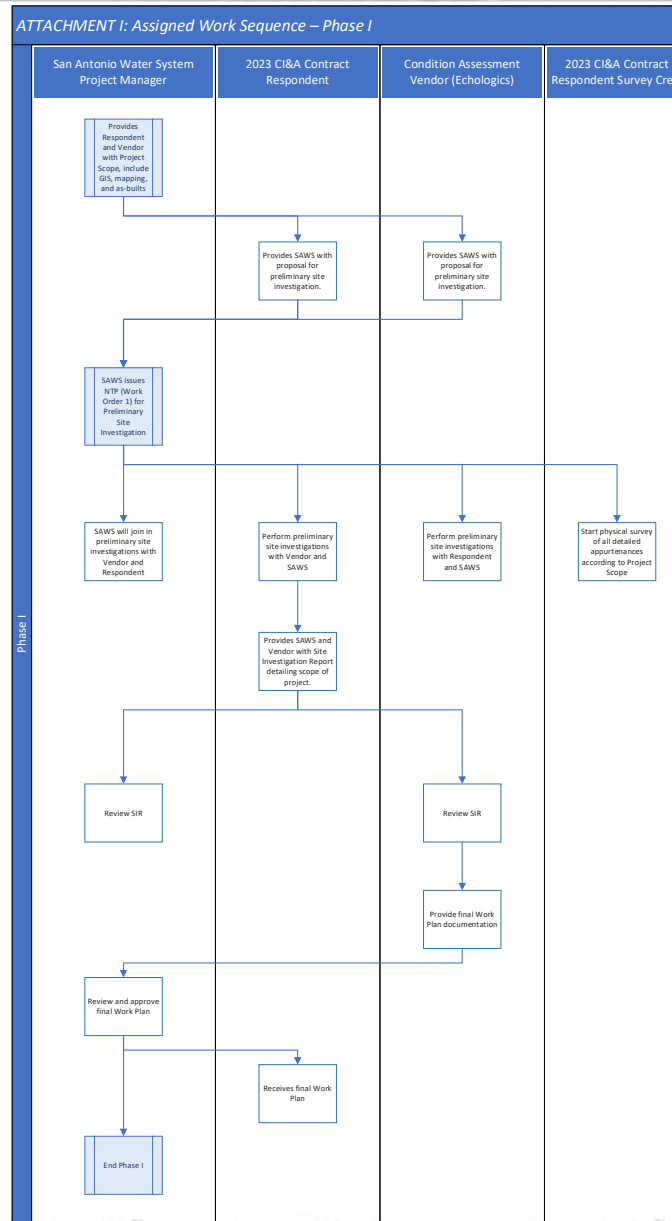 ATTACHMENT I: Assigned Work Sequence – Phase I
San Antonio Water System
Project Manager
2023 CI&A Contract
Respondent
Condition Assessment
Vendor (Echologics)
2023 CI&A Contract
Respondent Survey Cre
Phase I
Provides
Respondent
and Vendor
with Project
Scope, include
GIS, mapping,
and as-builts
Provides SAWS with
proposal for
preliminary site
investigation.
Provides SAWS with
proposal for
preliminary site
investigation.
SAWS issues
NTP (Work
Order 1) for
Preliminary
Site
Investigation
SAWS will join in
preliminary site
investigations with
Vendor and
Respondent
Perform preliminary
site investigations
with Vendor and
SAWS
Perform preliminary
site investigations
with Respondent
and SAWS
Start physical survey
of all detailed
appurtenances
according to Project
Scope
Provides SAWS and
Vendor with Site
Investigation Report
detailing scope of
project.
Review SIR
Review SIR
Provide final Work
Plan documentation
Review and approve
final Work Plan
Receives final Work
Plan
End Phase I